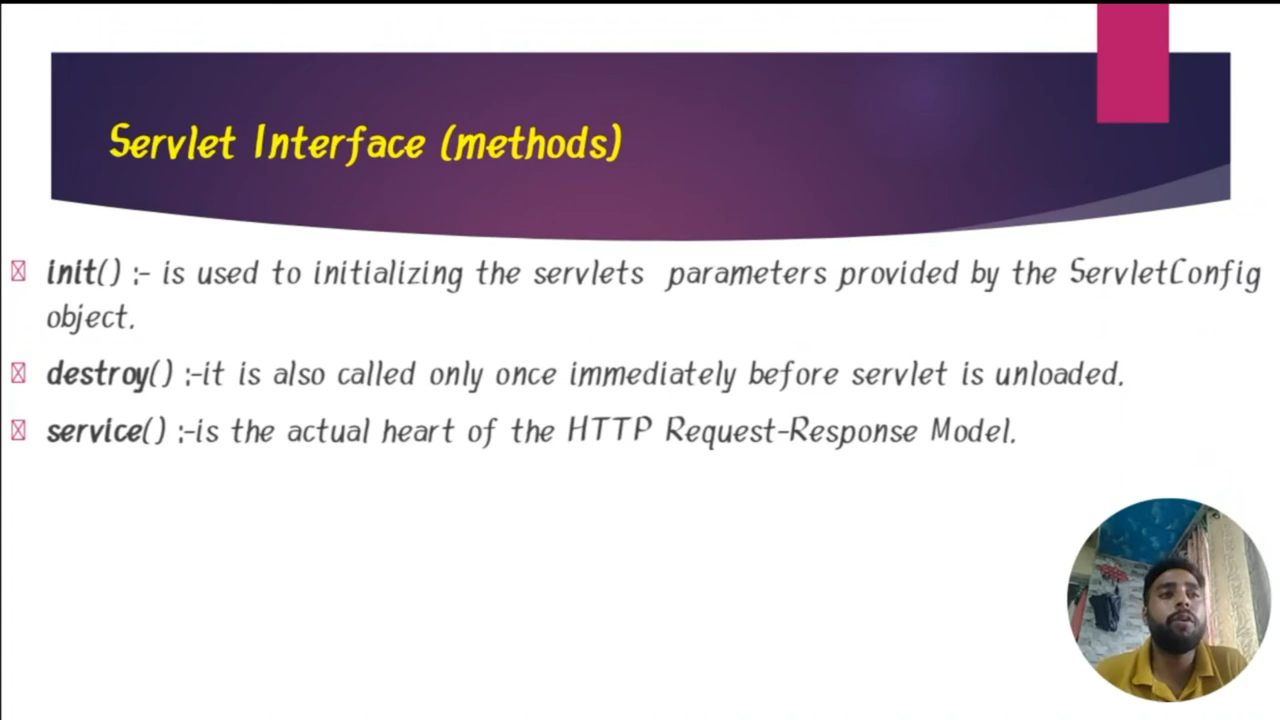 Servlet Interface (methods)
init() :- is used to initializing the servlets parameters provided by the ServletConfig
object.
destroy() :-it is also called only once immediately before servlet is unloaded.
service() :-is the actual heart of the HTTP Request-Response Model.